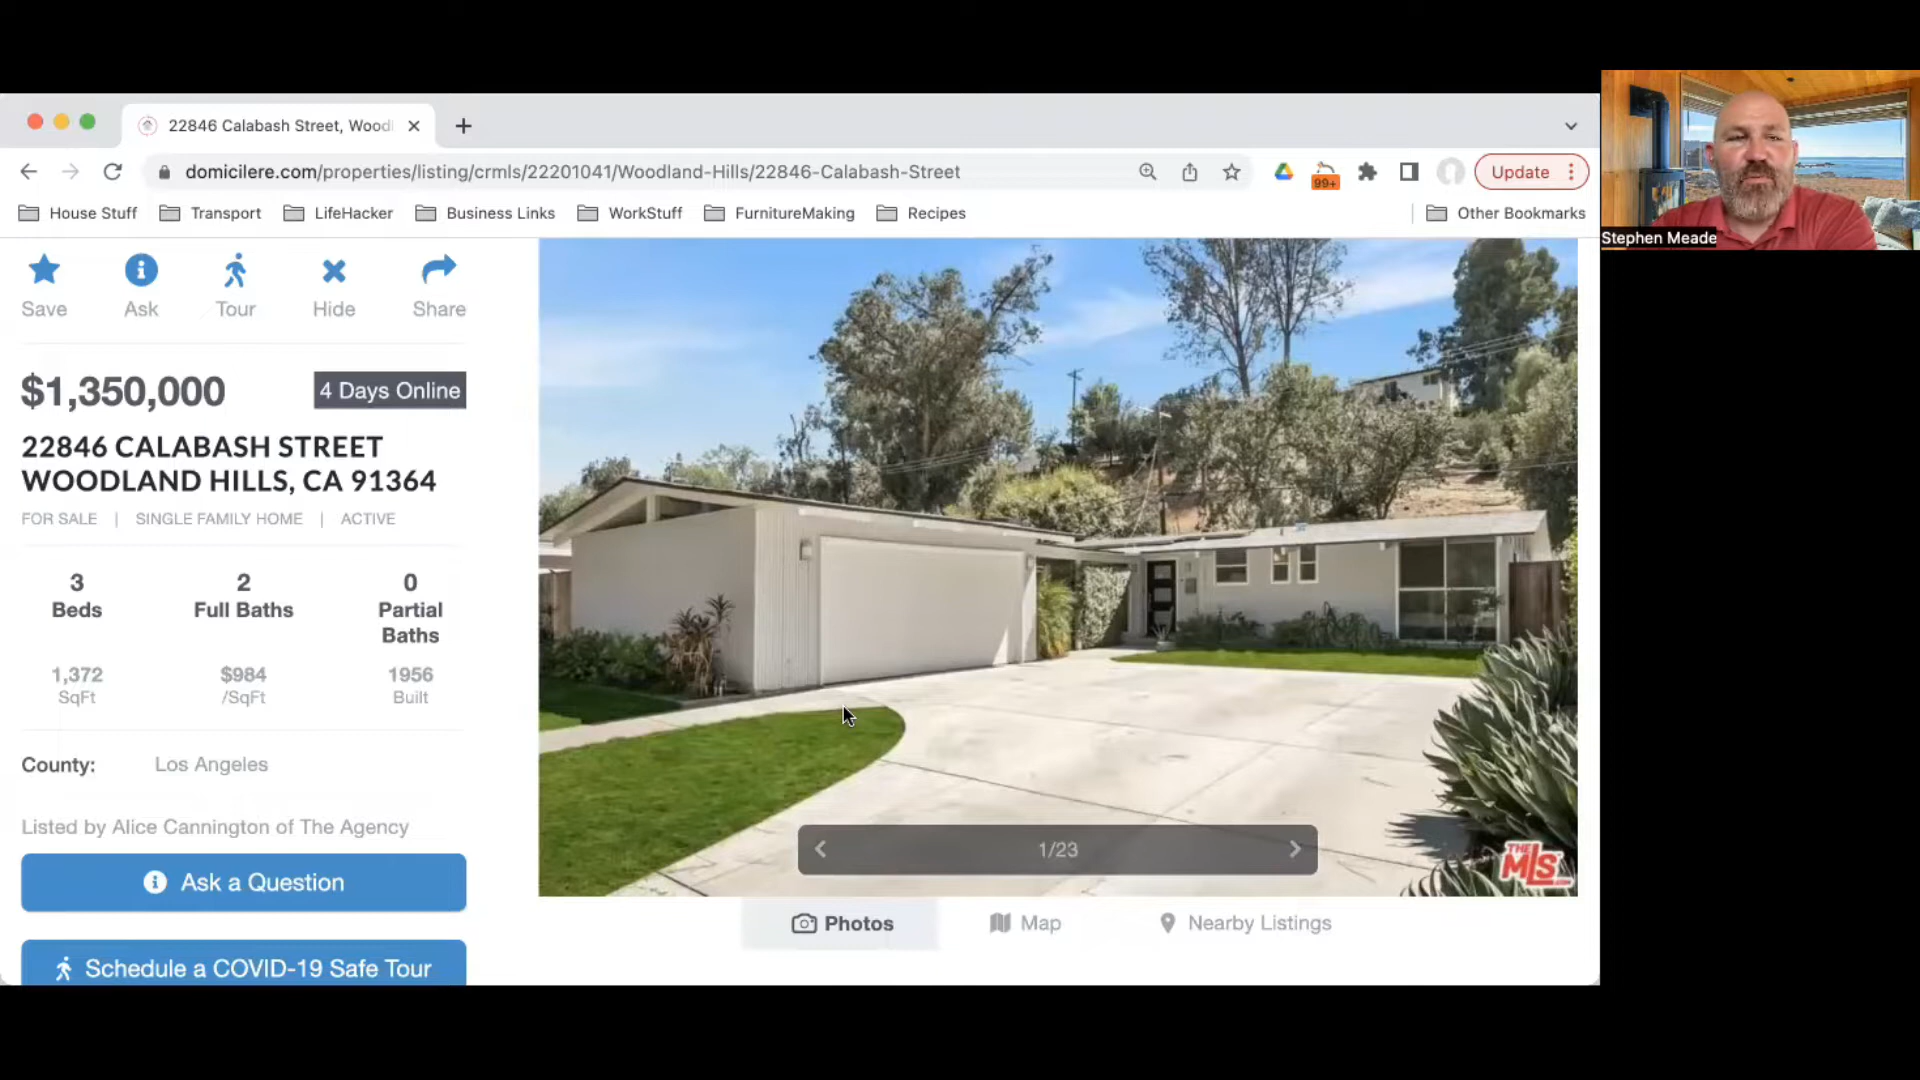 22846 Calabash Street, Wood
domicilere.com/properties/listing/crmls/22201041/Woodland-Hills/22846-Calabash-Street
99+
Update
House Stuff
Transport
LifeHacker
Business Links
WorkStuff
FurnitureMaking
Recipes
Other Bookmarks
Stephen Meade
Save
Ask
Tour
Hide
Share
$1,350,000
4 Days Online
22846 CALABASH STREET
WOODLAND HILLS, CA 91364
FOR SALE | SINGLE FAMILY HOME | ACTIVE
3
Beds
2
Full Baths
0
Partial
Baths
1,372
SqFt
$984
/SqFt
1956
Built
County: Los Angeles
Listed by Alice Cannington of The Agency
Ask a Question
Schedule a COVID-19 Safe Tour
1/23
THE
MLS
.com
Photos
Map
Nearby Listings